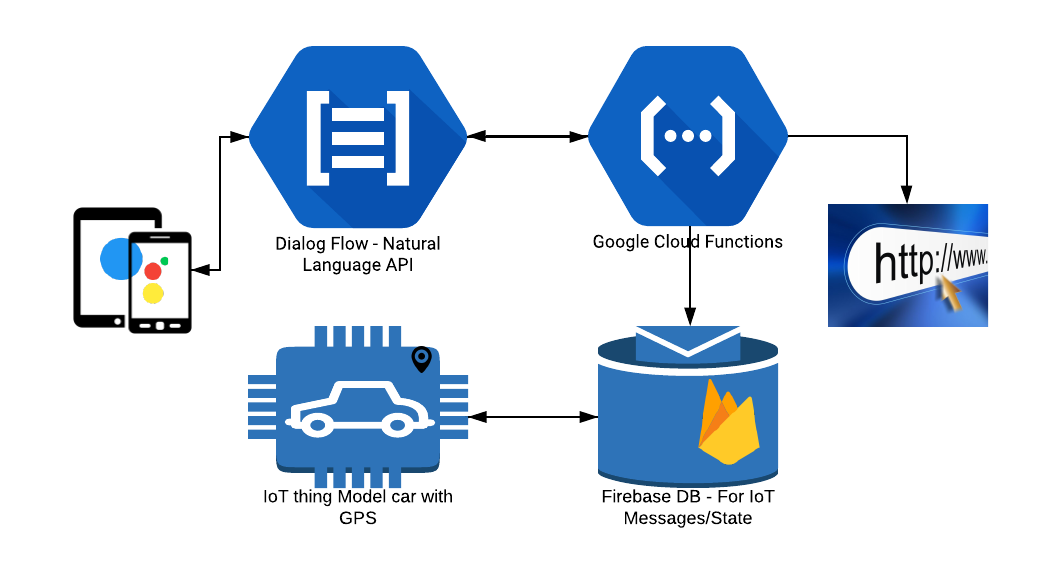 Dialog Flow - Natural
Language API
Google Cloud Functions
http://www.
IoT thing Model car with
GPS
Firebase DB - For IoT
Messages/State